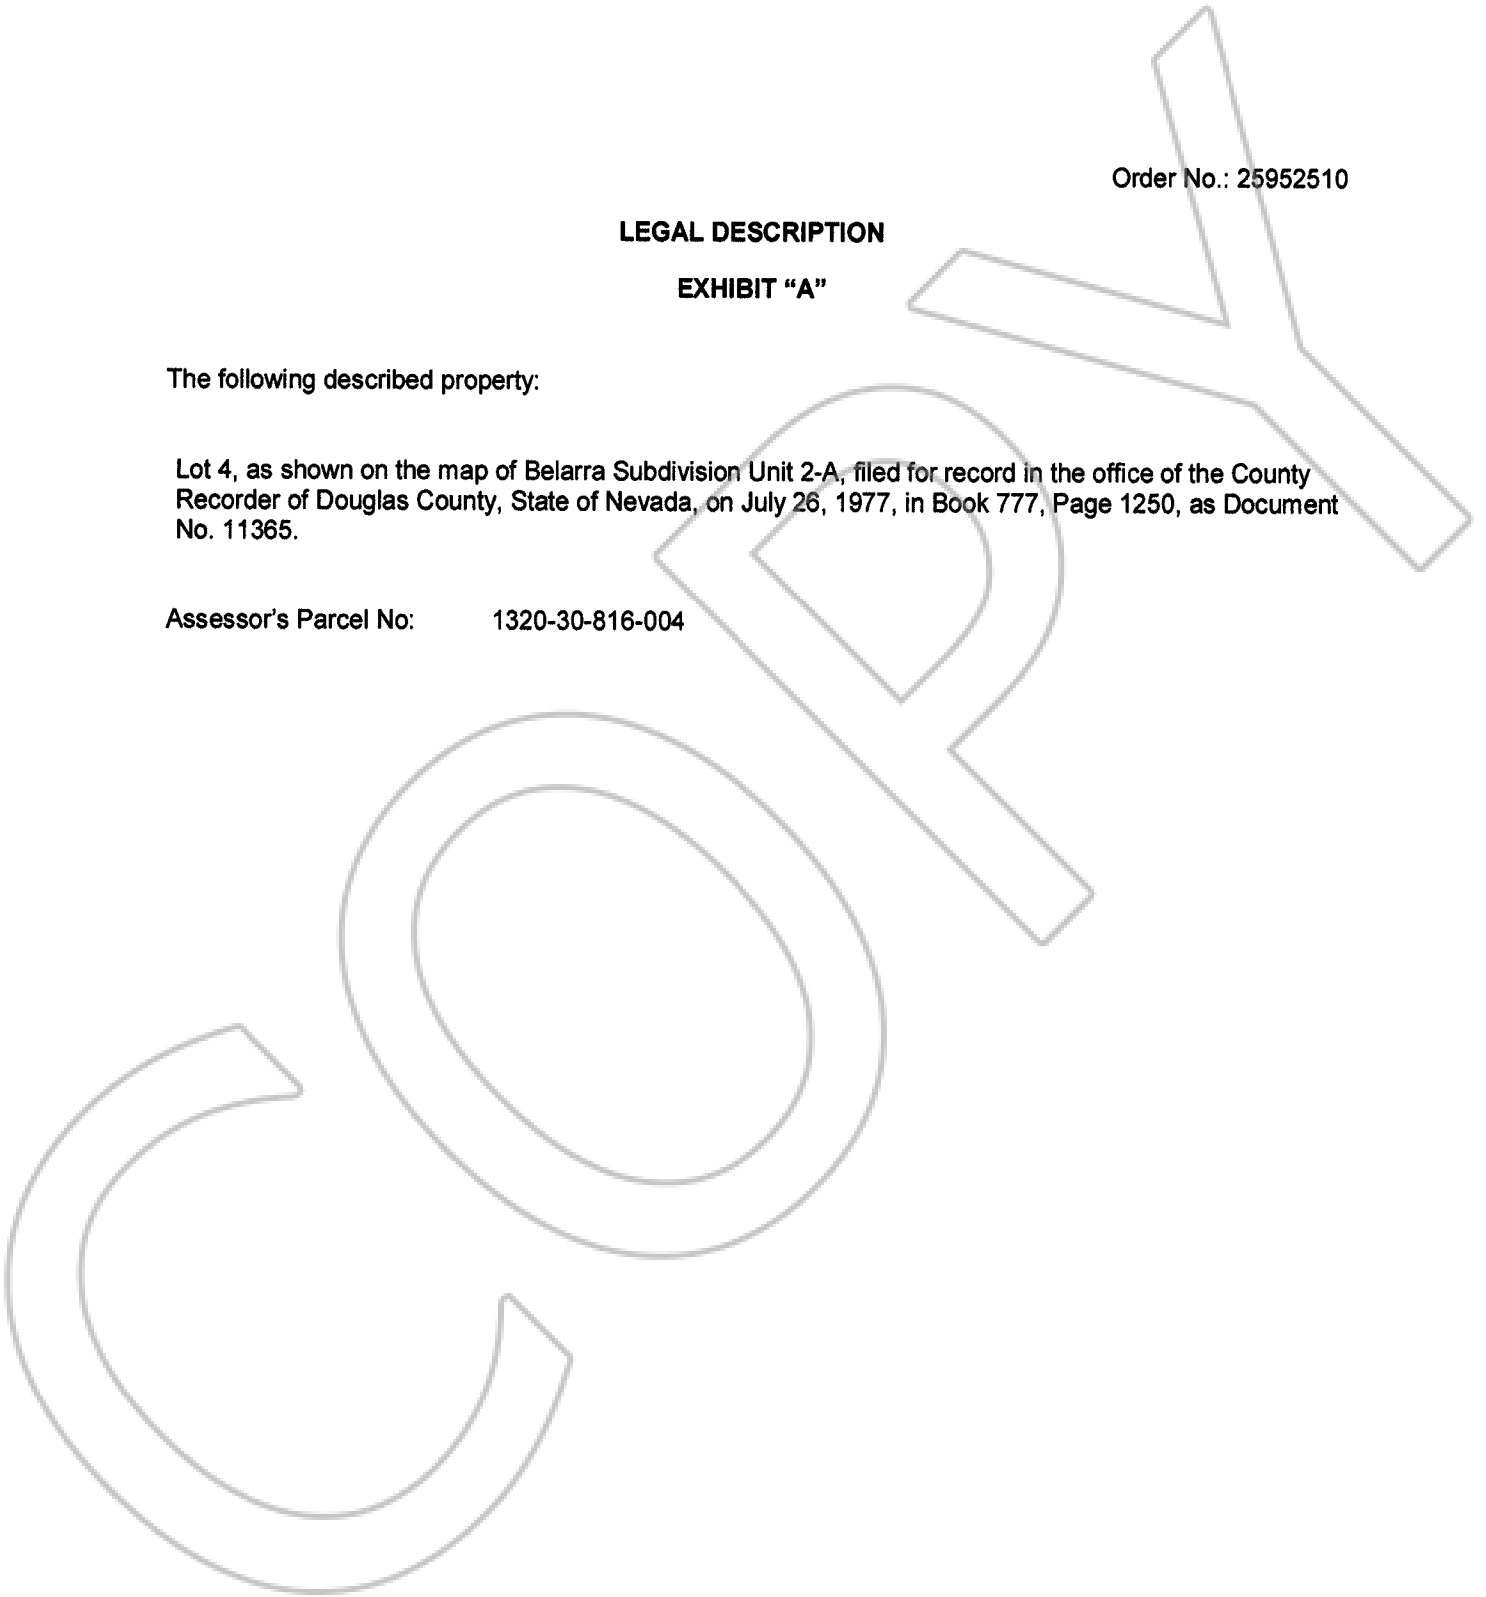 Order No.: 25952510
LEGAL DESCRIPTION
EXHIBIT “A”
The following described property:
Lot 4, as shown on the map of Belarra Subdivision Unit 2-A, filed for record in the office of the County
Recorder of Douglas County, State of Nevada, on July 26, 1977, in Book 777, Page 1250, as Document
No. 11365.
Assessor’s Parcel No: 1320-30-816-004
COPY